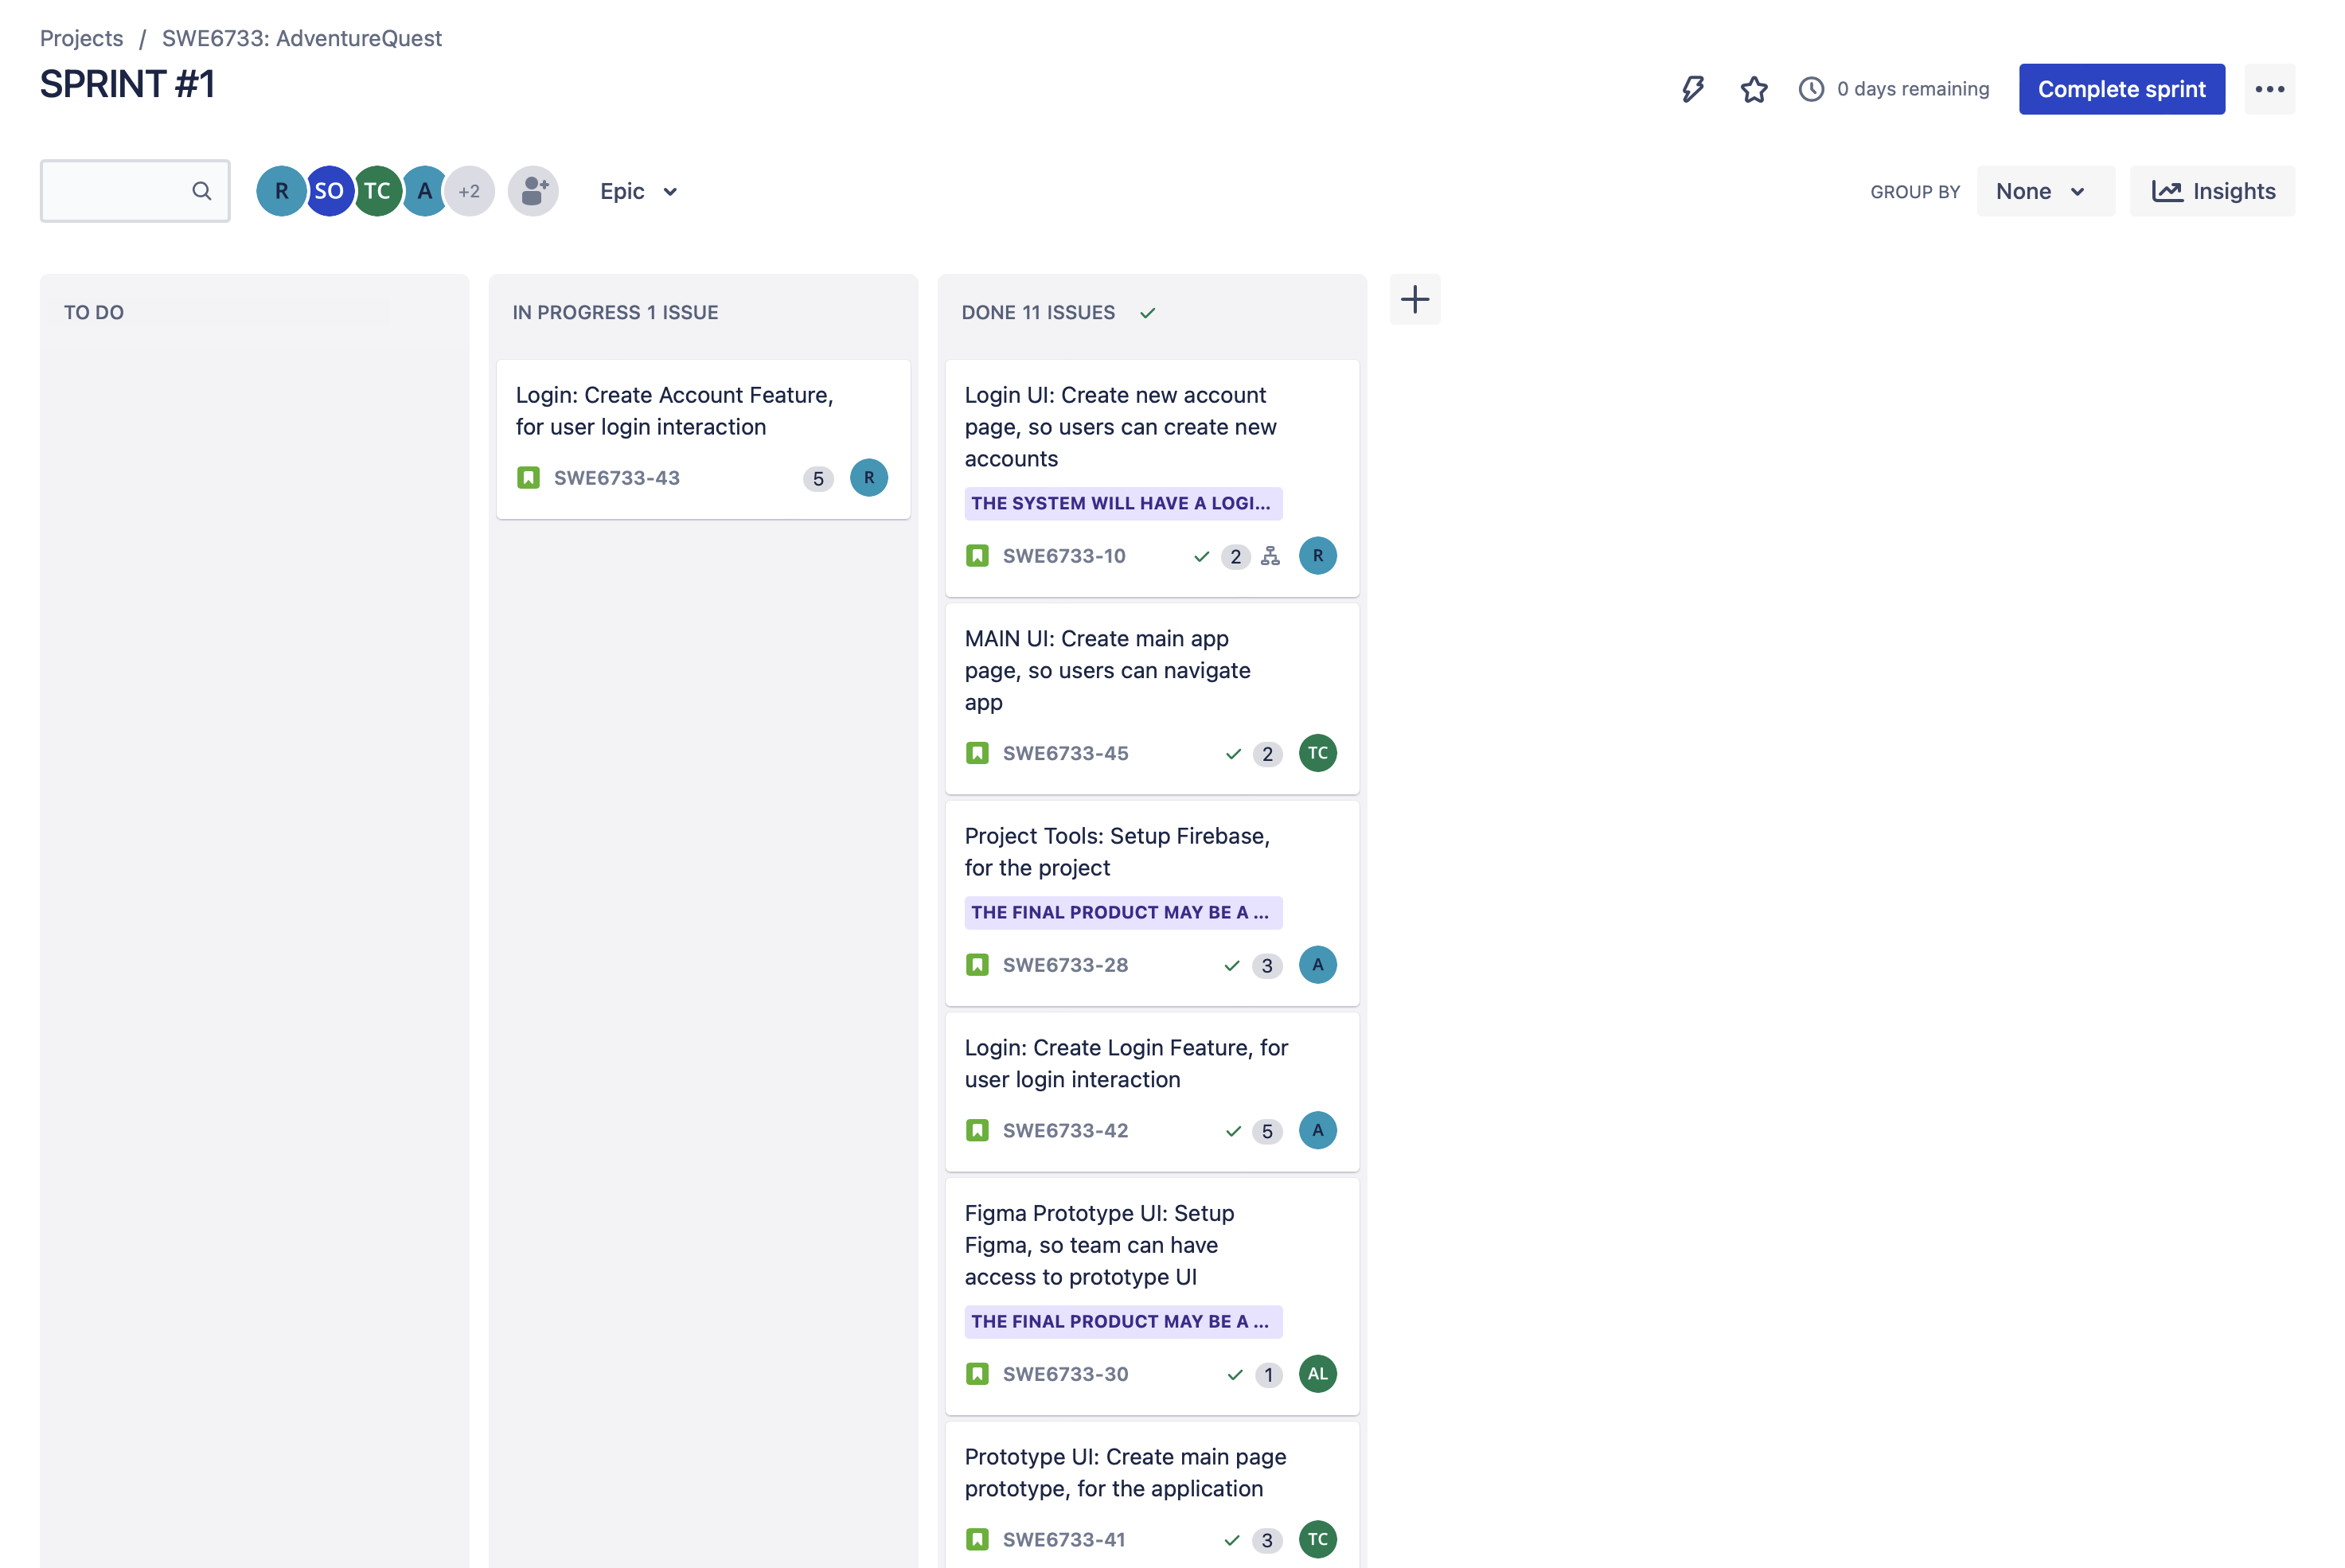 Projects / SWE6733: AdventureQuest
SPRINT #1
0 days remaining
Complete sprint
R SO TC A +2
Epic
GROUP BY
None
Insights
TO DO
IN PROGRESS 1 ISSUE
Login: Create Account Feature,
for user login interaction
SWE6733-43
5
R
DONE 11 ISSUES
Login UI: Create new account
page, so users can create new
accounts
THE SYSTEM WILL HAVE A LOGI...
SWE6733-10
2
R
MAIN UI: Create main app
page, so users can navigate
app
SWE6733-45
2
TC
Project Tools: Setup Firebase,
for the project
THE FINAL PRODUCT MAY BE A ...
SWE6733-28
3
A
Login: Create Login Feature, for
user login interaction
SWE6733-42
5
A
Figma Prototype UI: Setup
Figma, so team can have
access to prototype UI
THE FINAL PRODUCT MAY BE A ...
SWE6733-30
1
AL
Prototype UI: Create main page
prototype, for the application
SWE6733-41
3
TC